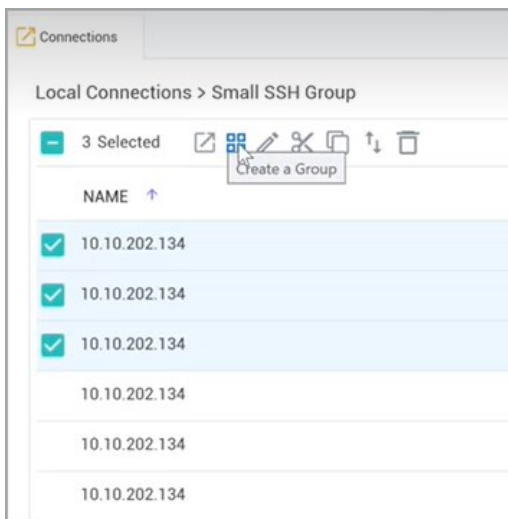 Connections
Local Connections > Small SSH Group
3 Selected
Create a Group
NAME ↑
10.10.202.134
10.10.202.134
10.10.202.134
10.10.202.134
10.10.202.134
10.10.202.134